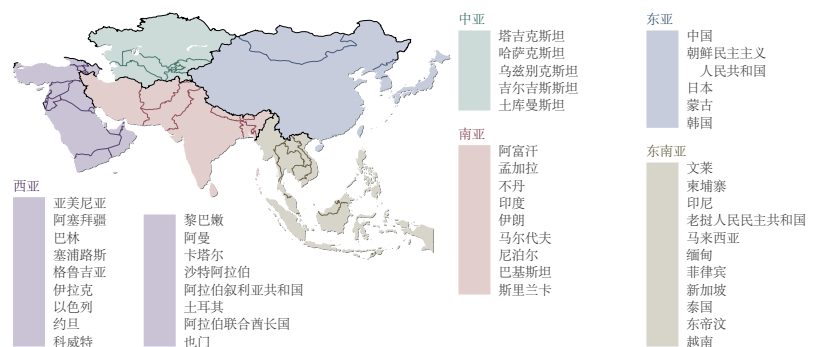 中亚
塔吉克斯坦
哈萨克斯坦
乌兹别克斯坦
吉尔吉斯斯坦
土库曼斯坦
东亚
中国
朝鲜民主主义
人民共和国
日本
蒙古
韩国
南亚
阿富汗
孟加拉
不丹
印度
伊朗
马尔代夫
尼泊尔
巴基斯坦
斯里兰卡
东南亚
文莱
柬埔寨
印尼
老挝人民民主共和国
马来西亚
缅甸
菲律宾
新加坡
泰国
东帝汶
越南
西亚
亚美尼亚
阿塞拜疆
巴林
塞浦路斯
格鲁吉亚
伊拉克
以色列
约旦
科威特
黎巴嫩
阿曼
卡塔尔
沙特阿拉伯
阿拉伯叙利亚共和国
土耳其
阿拉伯联合酋长国
也门